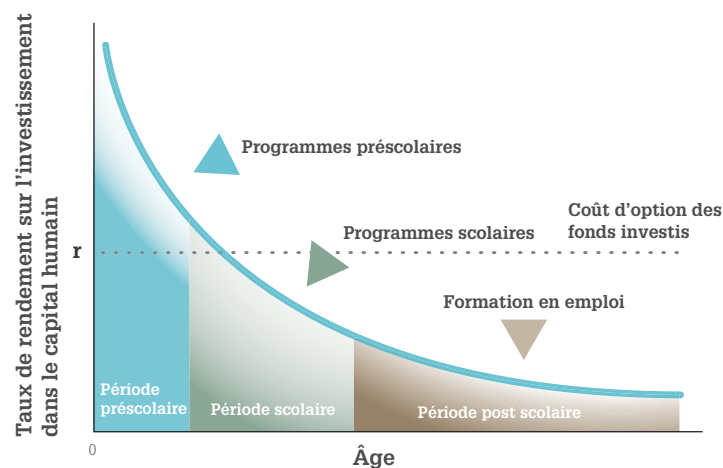 Taux de rendement sur l'investissement
dans le capital humain
Programmes préscolaires
Programmes scolaires
Coût d'option des
fonds investis
r
Formation en emploi
Période
préscolaire
Période scolaire
Période post scolaire
0
Âge